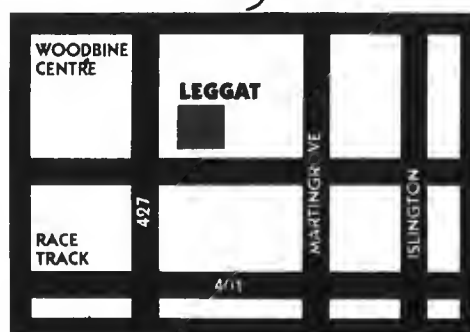 WOODBINE
CENTRE
LEGGAT
MARTINGROVE
ISLINGTON
427
RACE
TRACK
401